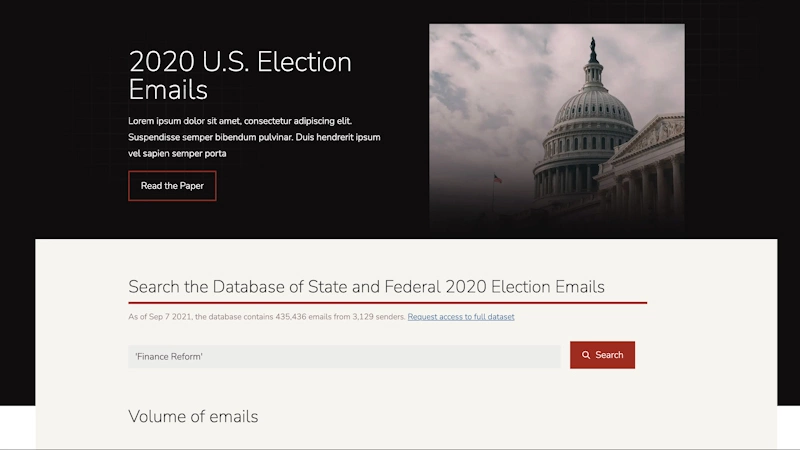 2020 U.S. Election
Emails
Lorem ipsum dolor sit amet, consectetur adipiscing elit.
Suspendisse semper bibendum pulvinar. Duis hendrerit ipsum
vel sapien semper porta
Read the Paper
Search the Database of State and Federal 2020 Election Emails
As of Sep 7 2021, the database contains 435,436 emails from 3,129 senders. Request access to full dataset
'Finance Reform'
Search
Volume of emails